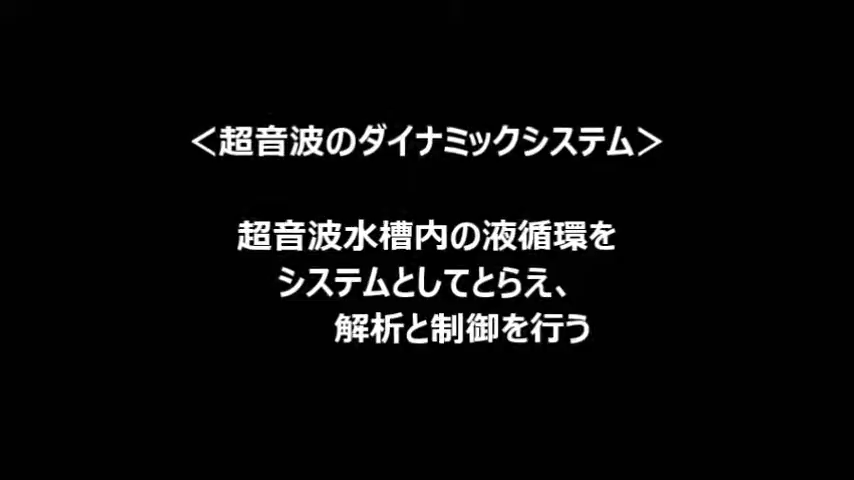 ＜超音波のダイナミックシステム＞
超音波水槽内の液循環を
システムとしてとらえ、
解析と制御を行う